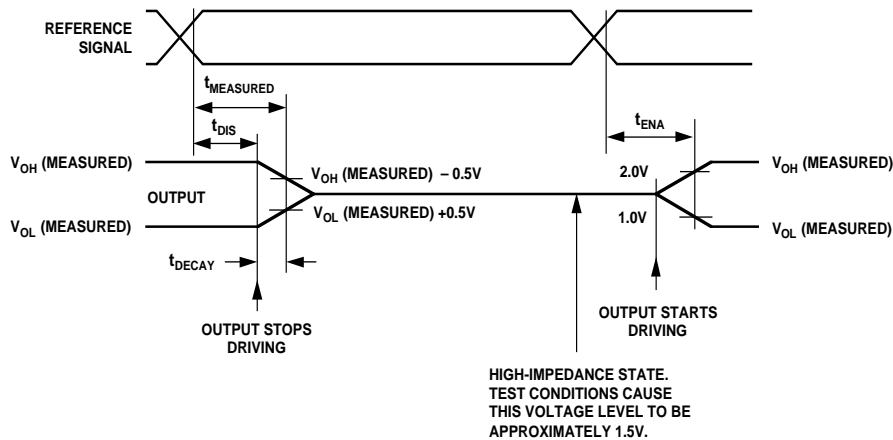 REFERENCE
SIGNAL
tMEASURED
tDIS
tENA
VOH (MEASURED)
VOH (MEASURED) – 0.5V
2.0V
VOH (MEASURED)
OUTPUT
VOL (MEASURED) +0.5V
1.0V
VOL (MEASURED)
VOL (MEASURED)
tDECAY
OUTPUT STOPS
DRIVING
OUTPUT STARTS
DRIVING
HIGH-IMPEDANCE STATE.
TEST CONDITIONS CAUSE
THIS VOLTAGE LEVEL TO BE
APPROXIMATELY 1.5V.